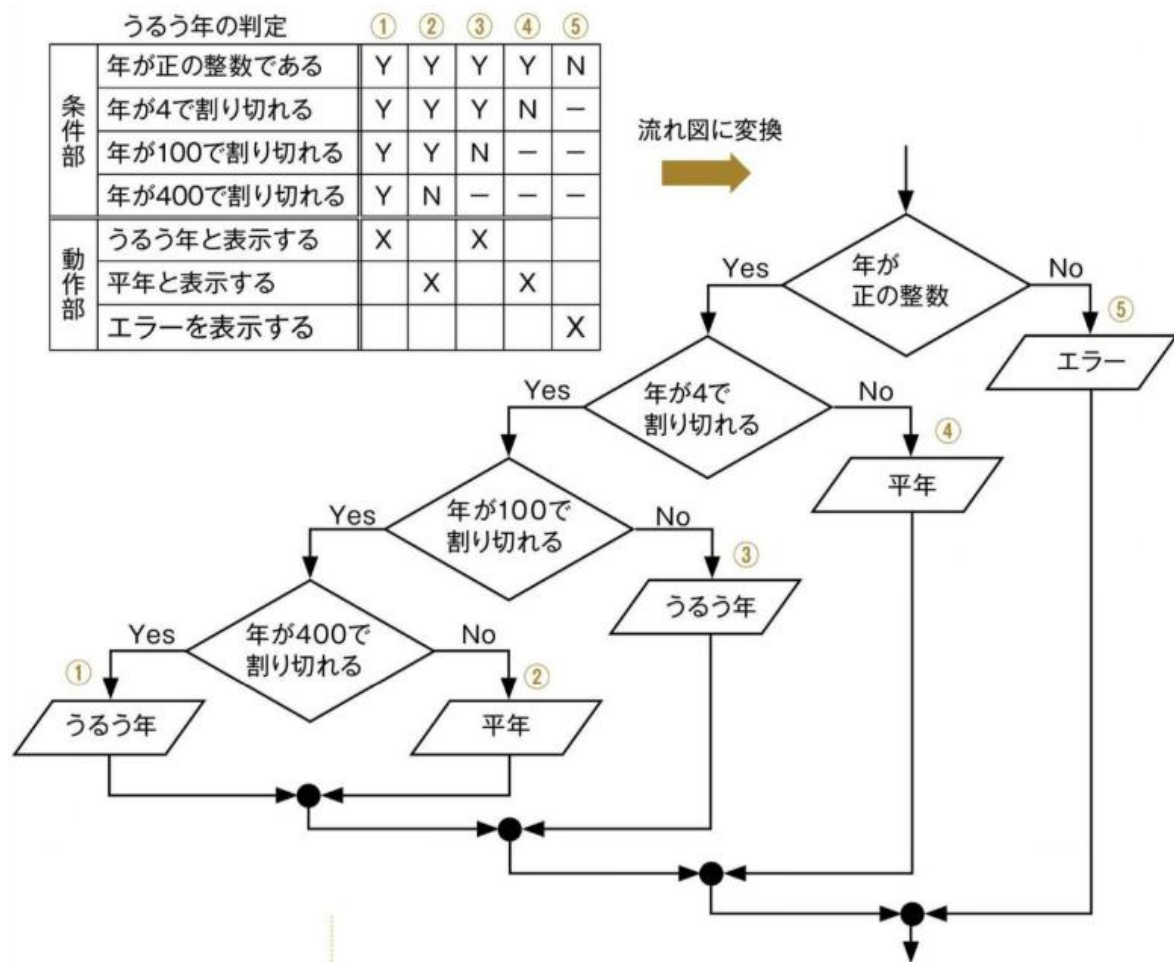 うるう年の判定 ① ② ③ ④ ⑤
条件部
年が正の整数である Y Y Y Y N
年が4で割り切れる Y Y Y N －
年が100で割り切れる Y Y N － －
年が400で割り切れる Y N － － －
動作部
うるう年と表示する X X
平年と表示する X X
エラーを表示する X
流れ図に変換
年が
正の整数
Yes
No
⑤
エラー
年が4で
割り切れる
Yes
No
④
平年
年が100で
割り切れる
Yes
No
③
うるう年
年が400で
割り切れる
Yes
No
①
うるう年
②
平年